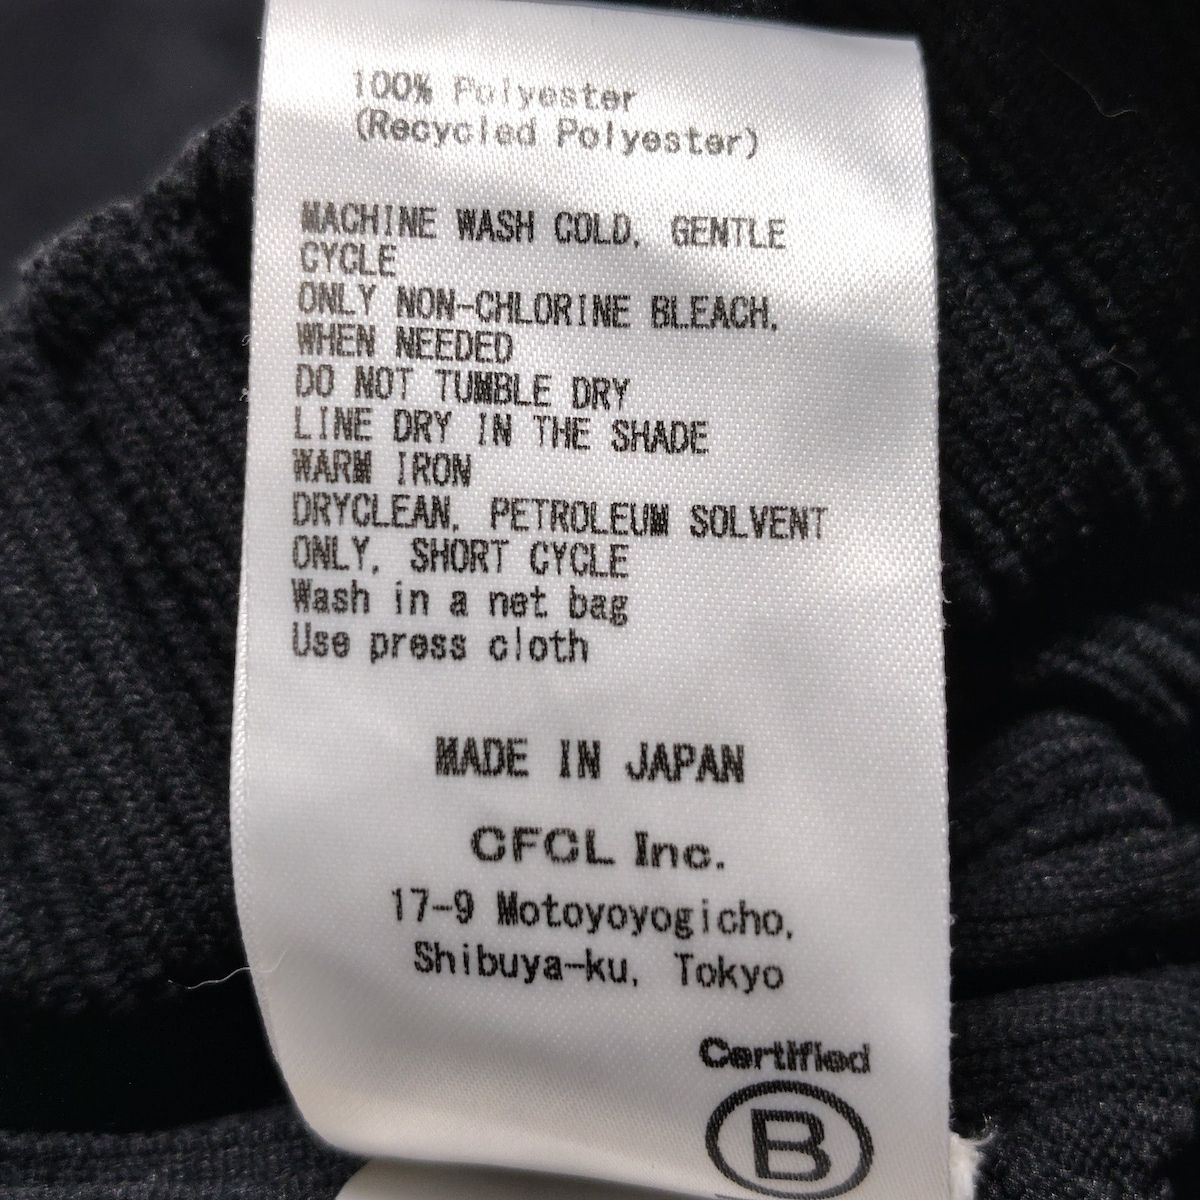 100% Polyester
(Recycled Polyester)
MACHINE WASH COLD, GENTLE
CYCLE
ONLY NON-CHLORINE BLEACH,
WHEN NEEDED
DO NOT TUMBLE DRY
LINE DRY IN THE SHADE
WARM IRON
DRYCLEAN, PETROLEUM SOLVENT
ONLY, SHORT CYCLE
Wash in a net bag
Use press cloth
MADE IN JAPAN
CFCL Inc.
17-9 Motoyoyogicho,
Shibuya-ku, Tokyo
Certified
B